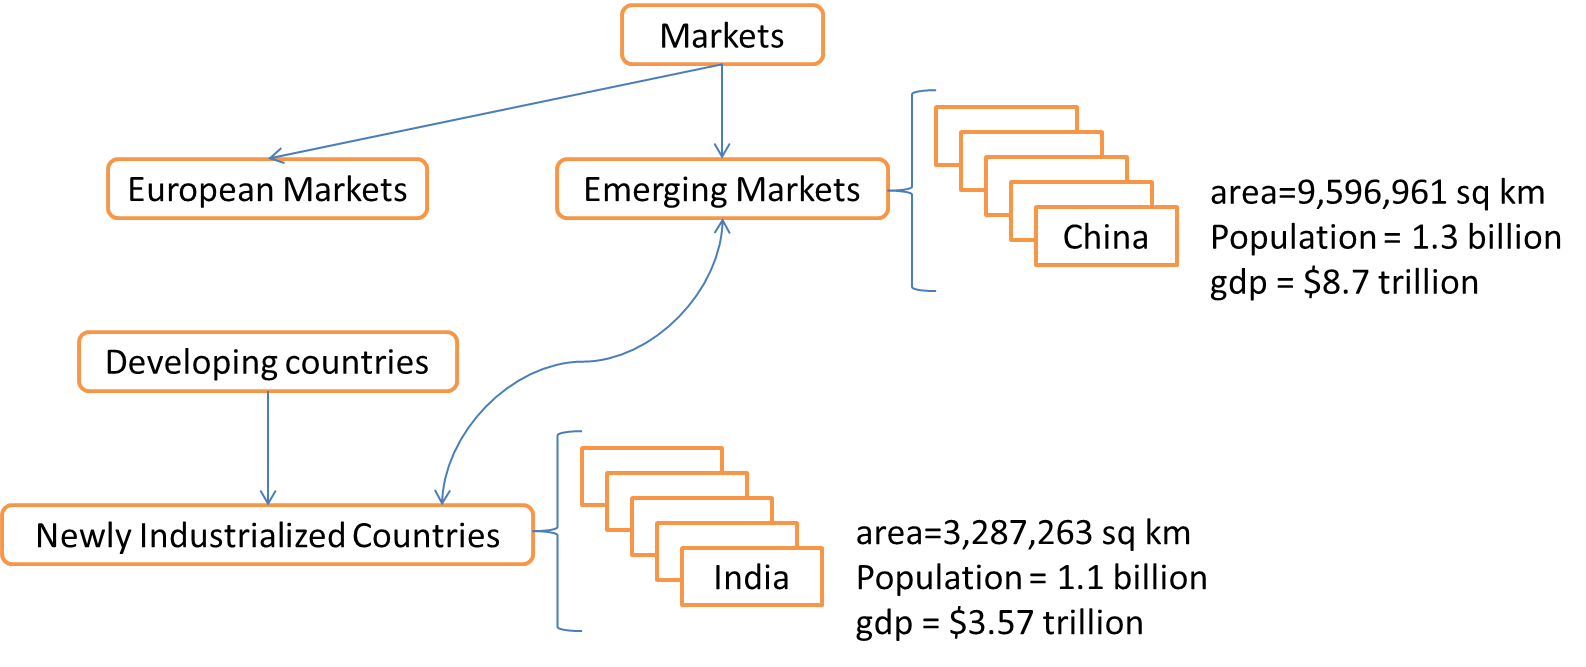 Markets
European Markets
Emerging Markets
China
area=9,596,961 sq km
Population = 1.3 billion
gdp = $8.7 trillion
Developing countries
Newly Industrialized Countries
India
area=3,287,263 sq km
Population = 1.1 billion
gdp = $3.57 trillion